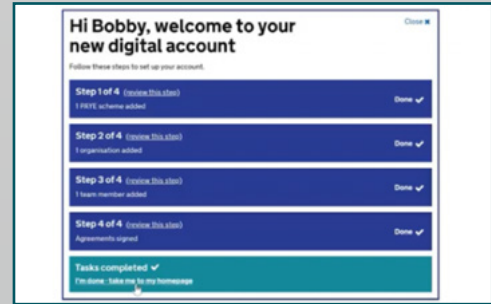 Hi Bobby, welcome to your
Close ✖
new digital account
Follow these steps to set up your account.
Step 1 of 4 (review this step)
1 PAYE scheme added
Done ✓
Step 2 of 4 (review this step)
1 organisation added
Done ✓
Step 3 of 4 (review this step)
1 team member added
Done ✓
Step 4 of 4 (review this step)
Agreements signed
Done ✓
Tasks completed ✓
I'm done - take me to my homepage